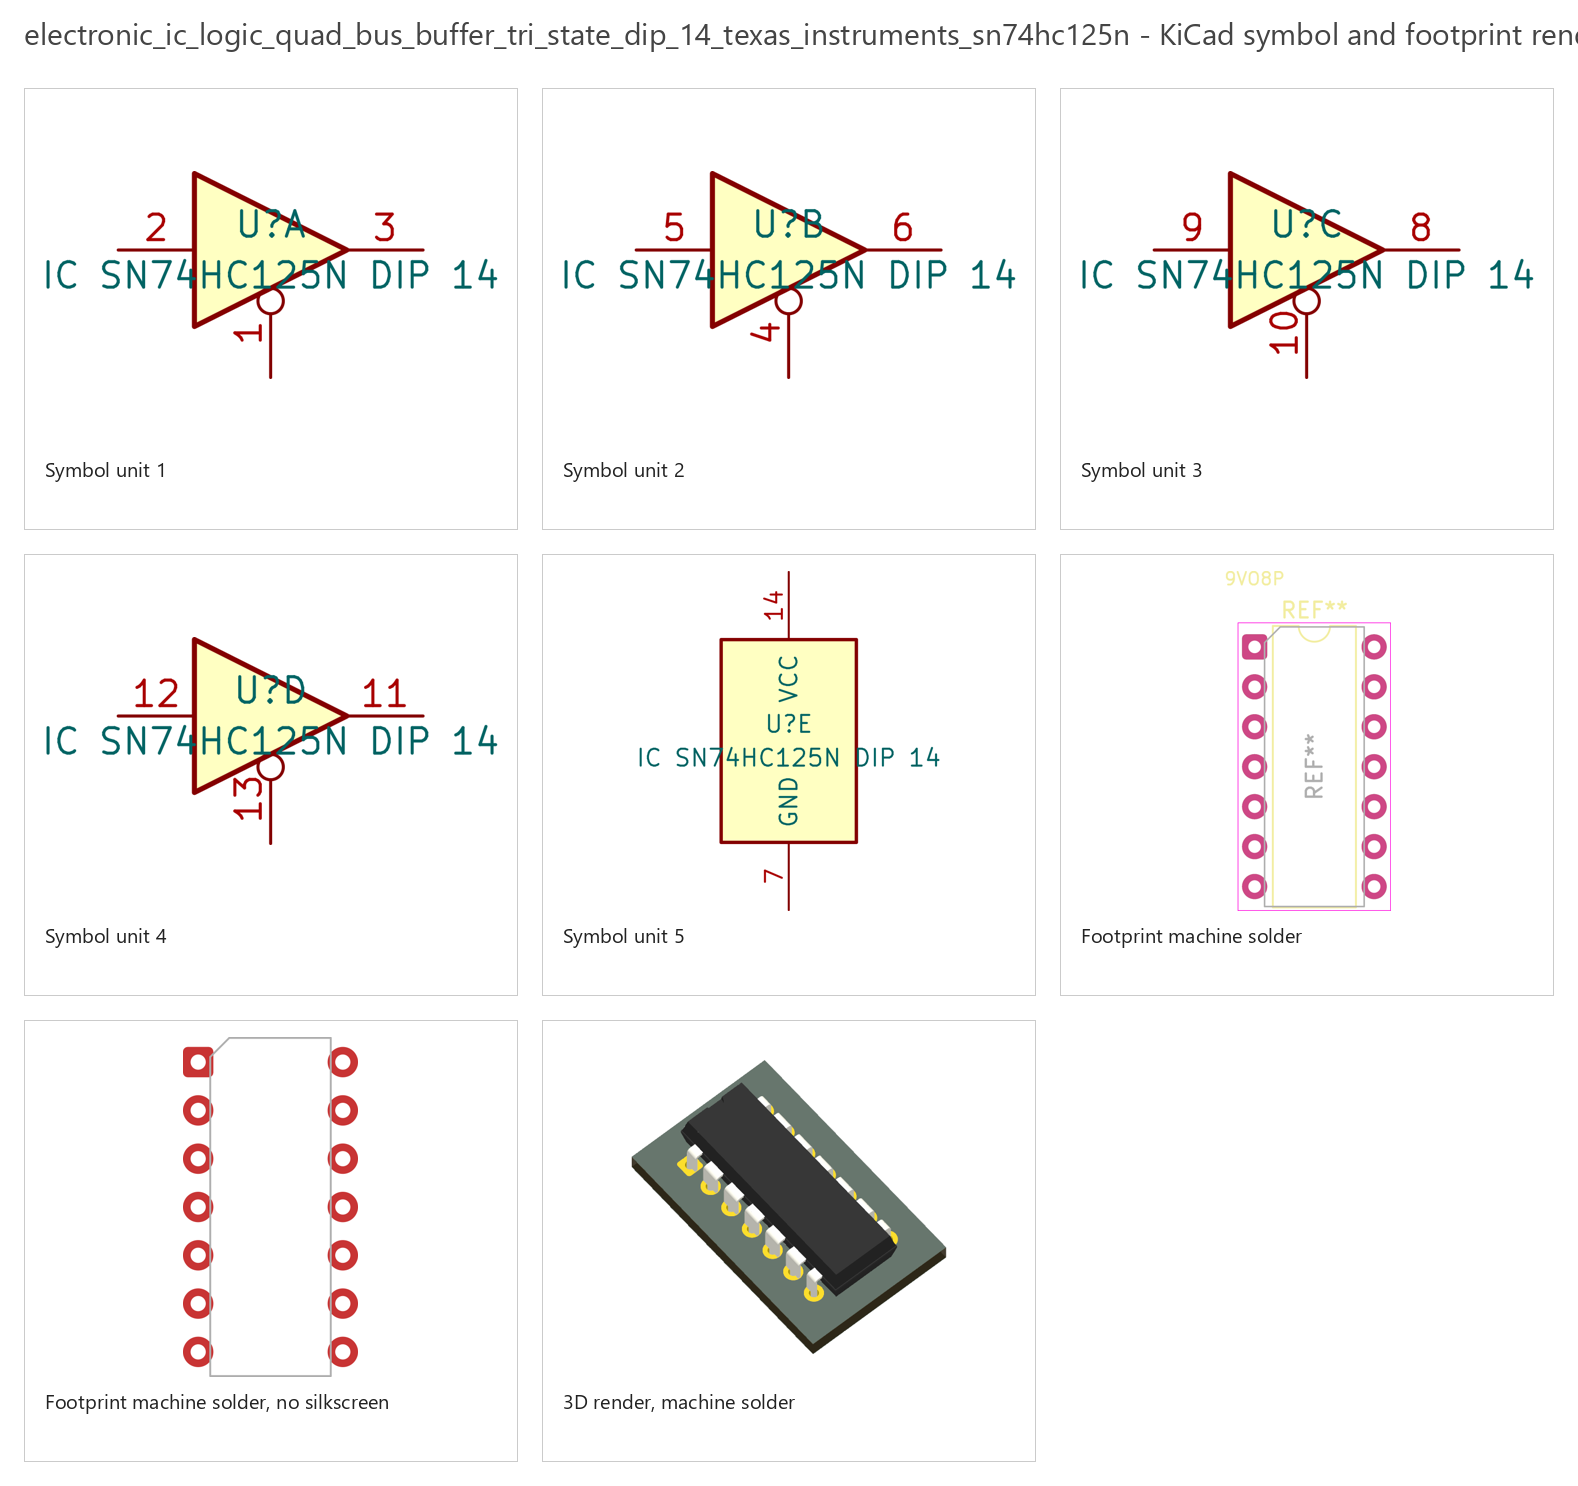 electronic_ic_logic_quad_bus_buffer_tri_state_dip_14_texas_instruments_sn74hc125n - KiCad symbol and footprint
2
U?A
3
IC SN74HC125N DIP 14
1
Symbol unit 1
5
U?B
6
IC SN74HC125N DIP 14
4
Symbol unit 2
9
U?C
8
IC SN74HC125N DIP 14
10
Symbol unit 3
12
U?D
11
IC SN74HC125N DIP 14
13
Symbol unit 4
14
VCC
U?E
IC SN74HC125N DIP 14
GND
7
Symbol unit 5
9VO8P
REF**
REF**
Footprint machine solder
Footprint machine solder, no silkscreen
3D render, machine solder